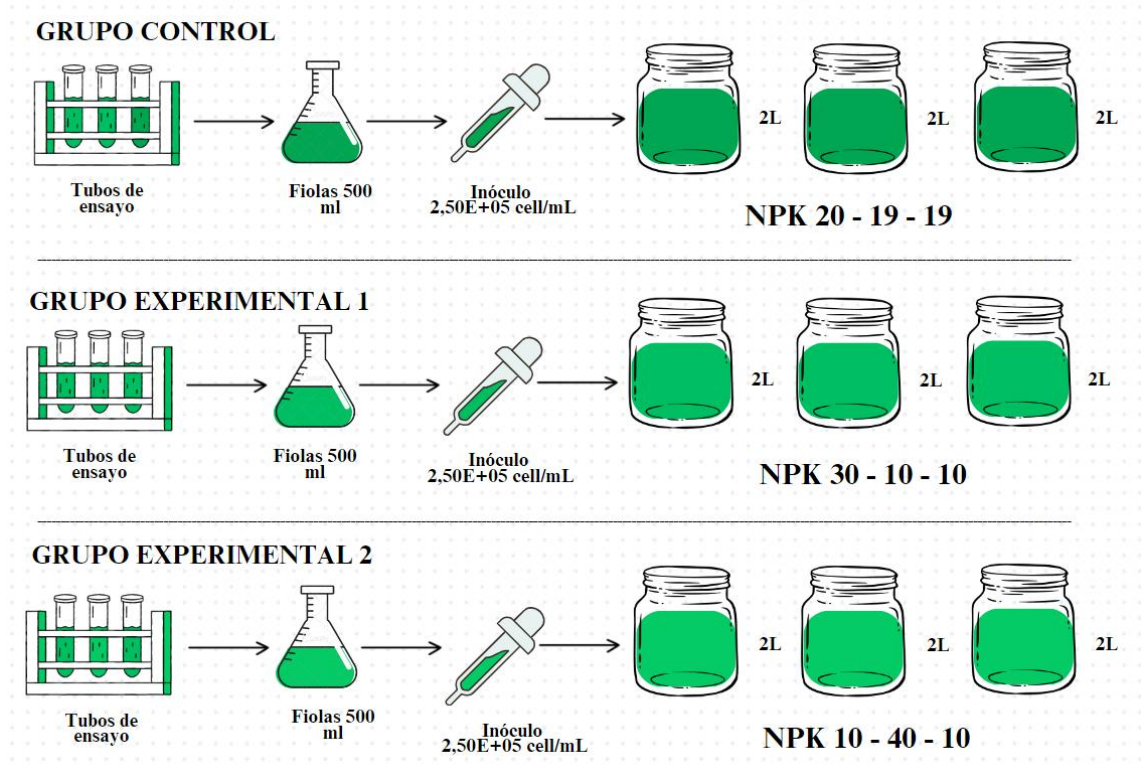 GRUPO CONTROL
2L
2L
2L
Tubos de
ensayo
Fiolas 500
ml
Inóculo
2,50E+05 cell/mL
NPK 20 - 19 - 19
GRUPO EXPERIMENTAL 1
2L
2L
2L
Tubos de
ensayo
Fiolas 500
ml
Inóculo
2,50E+05 cell/mL
NPK 30 - 10 - 10
GRUPO EXPERIMENTAL 2
2L
2L
2L
Tubos de
ensayo
Fiolas 500
ml
Inóculo
2,50E+05 cell/mL
NPK 10 - 40 - 10